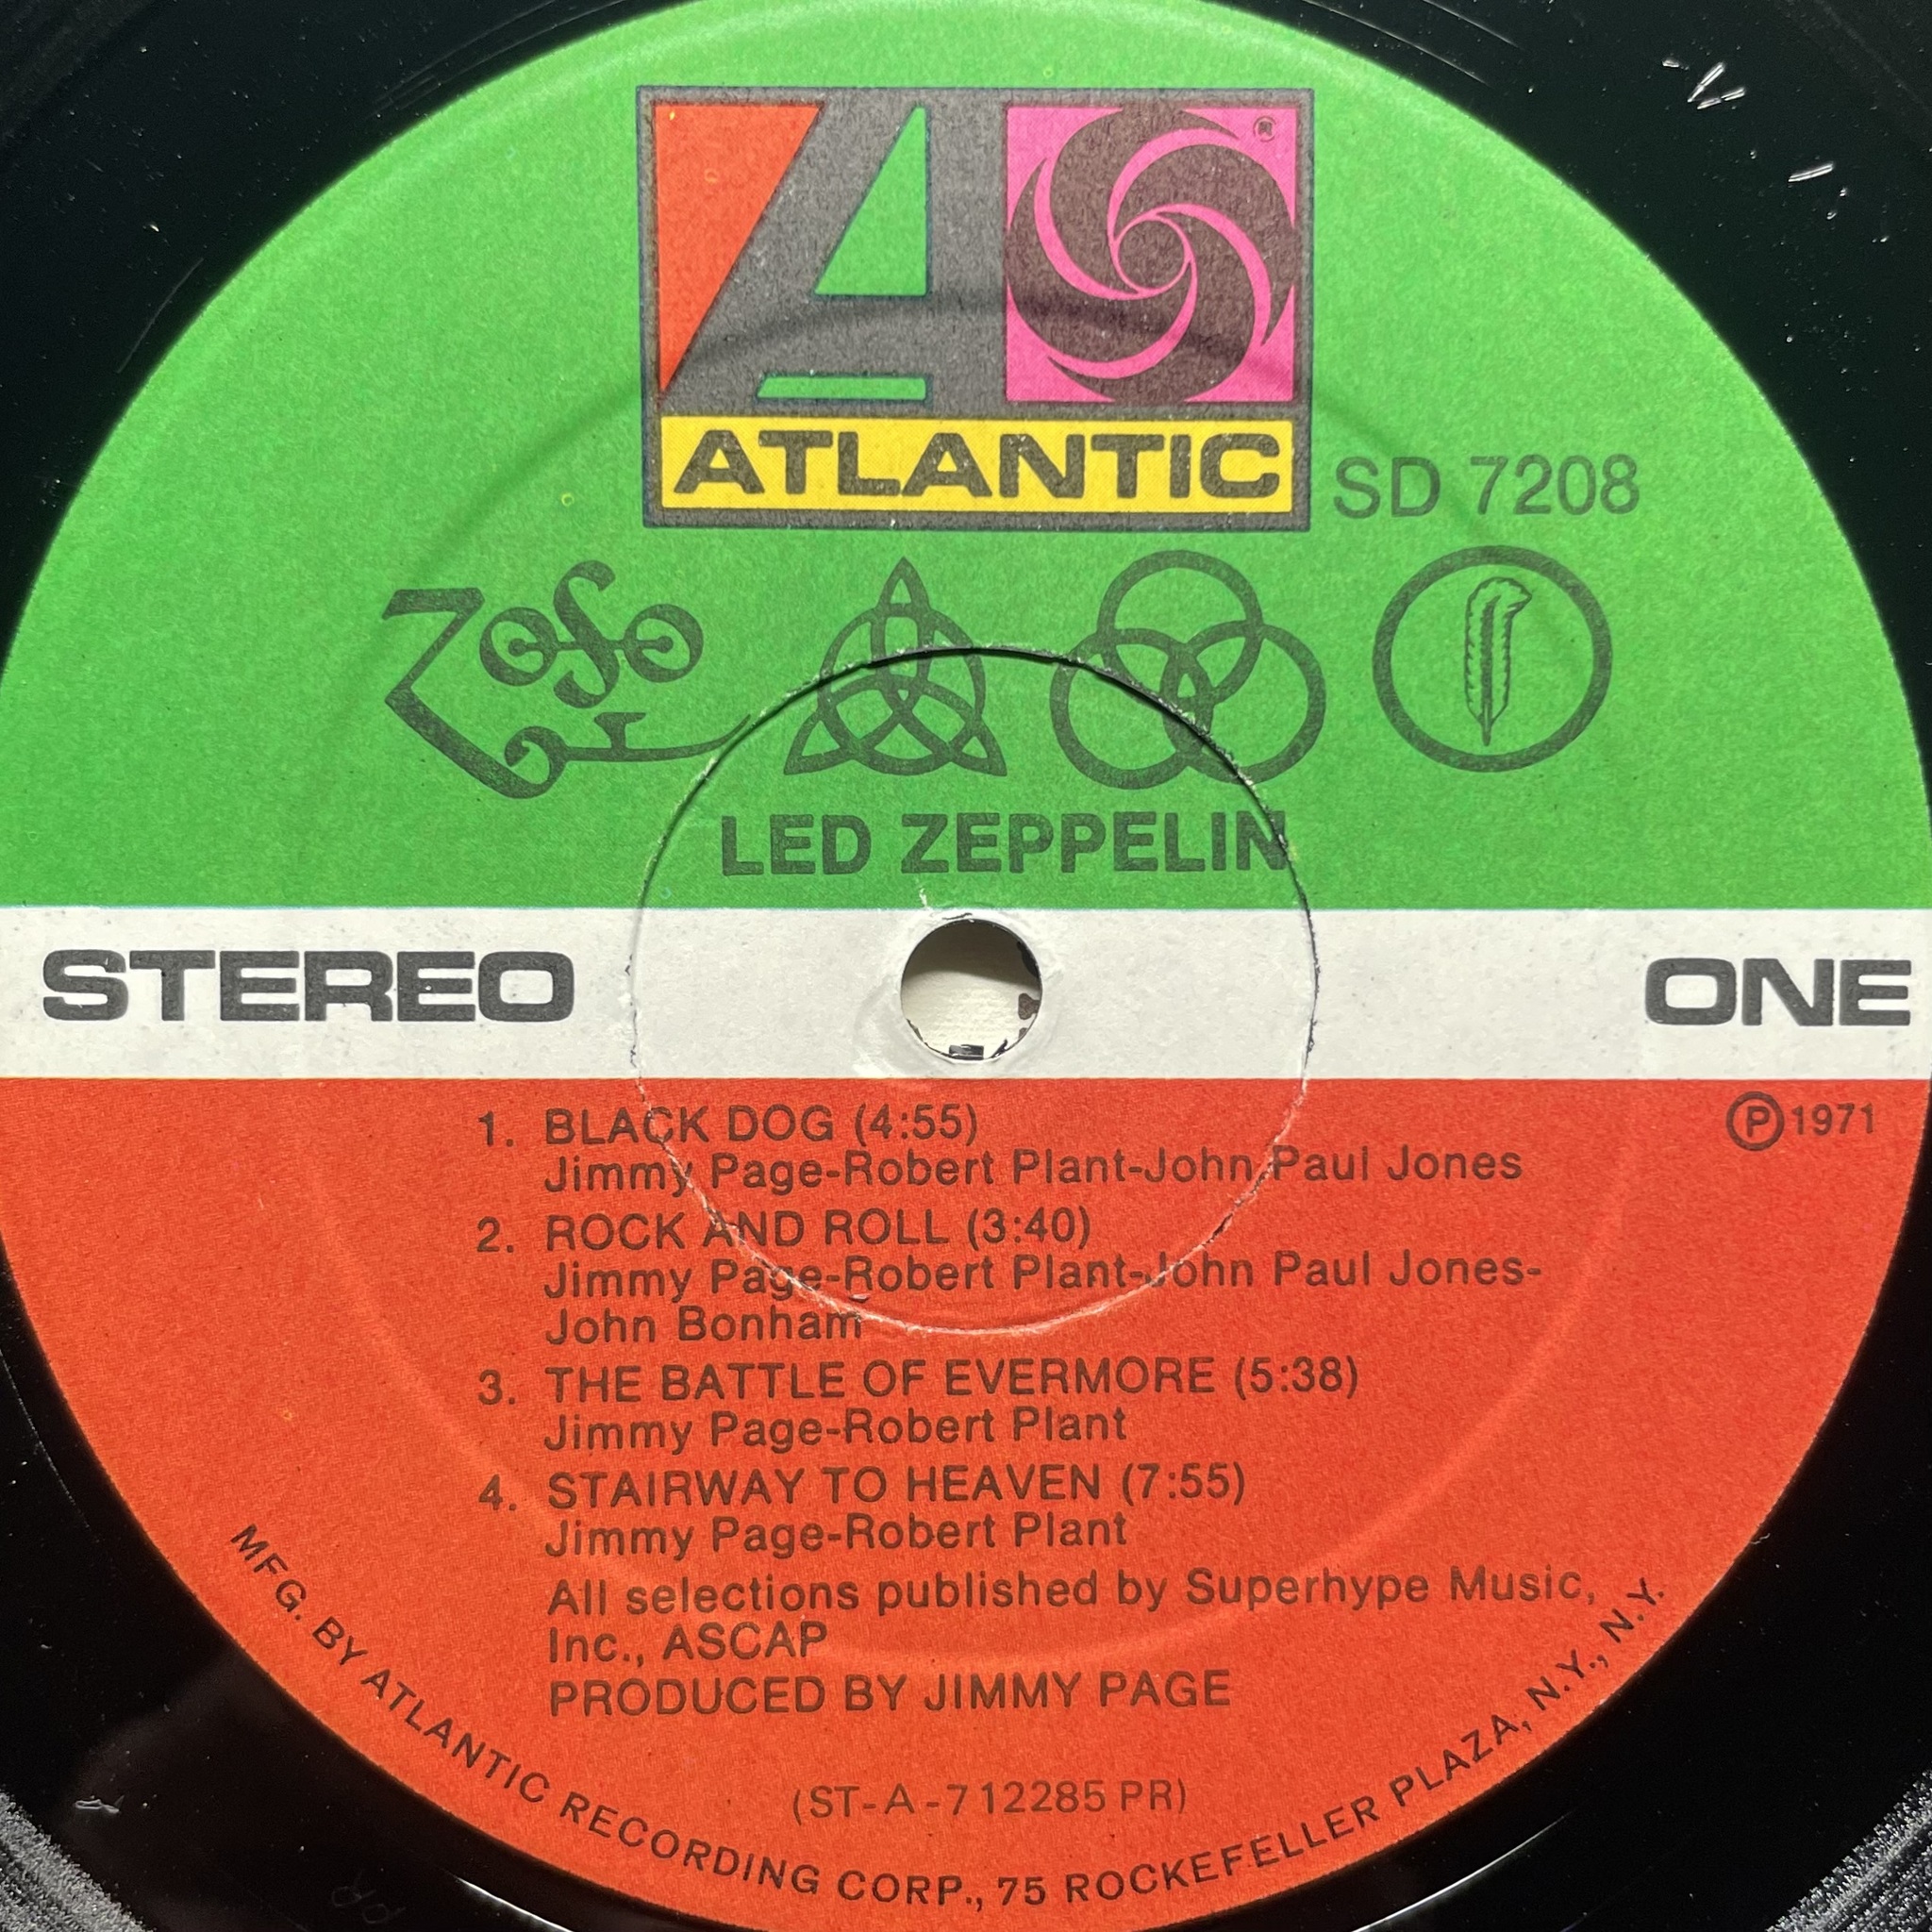 ®
ATLANTIC
SD 7208
ZoSo
LED ZEPPELIN
STEREO
ONE
℗ 1971
1. BLACK DOG (4:55)
Jimmy Page-Robert Plant-John Paul Jones
2. ROCK AND ROLL (3:40)
Jimmy Page-Robert Plant-John Paul Jones-
John Bonham
3. THE BATTLE OF EVERMORE (5:38)
Jimmy Page-Robert Plant
4. STAIRWAY TO HEAVEN (7:55)
Jimmy Page-Robert Plant
All selections published by Superhype Music,
Inc., ASCAP
PRODUCED BY JIMMY PAGE
(ST-A-712285 PR)
MFG. BY ATLANTIC RECORDING CORP., 75 ROCKEFELLER PLAZA, N.Y., N.Y.
PR